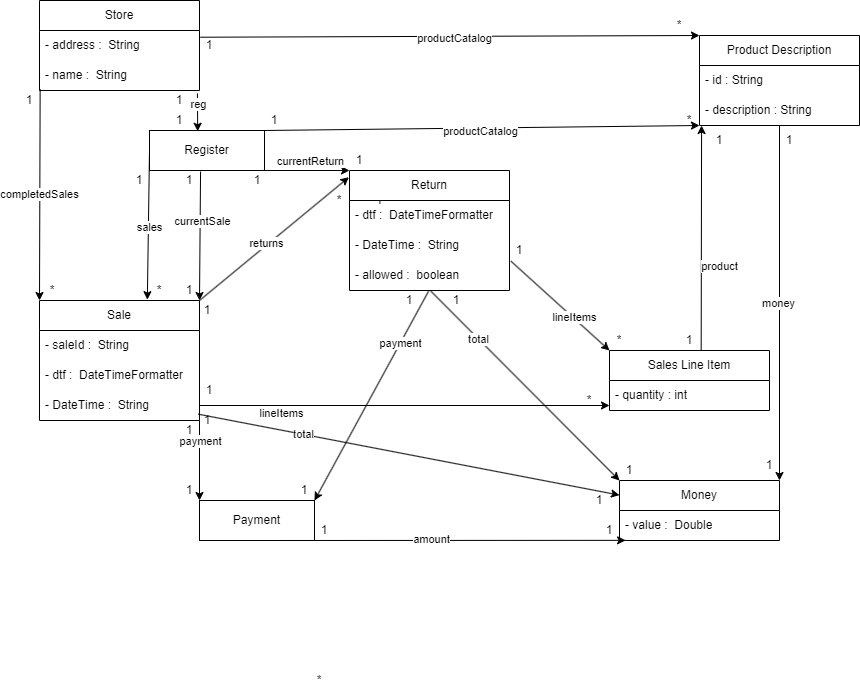 Store
- address :  String
- name :  String
1
productCatalog
*
Product Description
- id : String
- description : String
1
1
reg
1
1
productCatalog
*
Register
1
1
1
1
currentReturn
1
Return
- dtf :  DateTimeFormatter
- DateTime :  String
- allowed :  boolean
completedSales
sales
currentSale
returns
*
1
1
product
*
*
1
1
lineItems
money
Sale
- saleId :  String
- dtf :  DateTimeFormatter
- DateTime :  String
1
1
payment
total
*
1
Sales Line Item
- quantity : int
1
lineItems
*
1
1
payment
total
1
1
1
1
1
Payment
Money
- value :  Double
1
amount
1
*